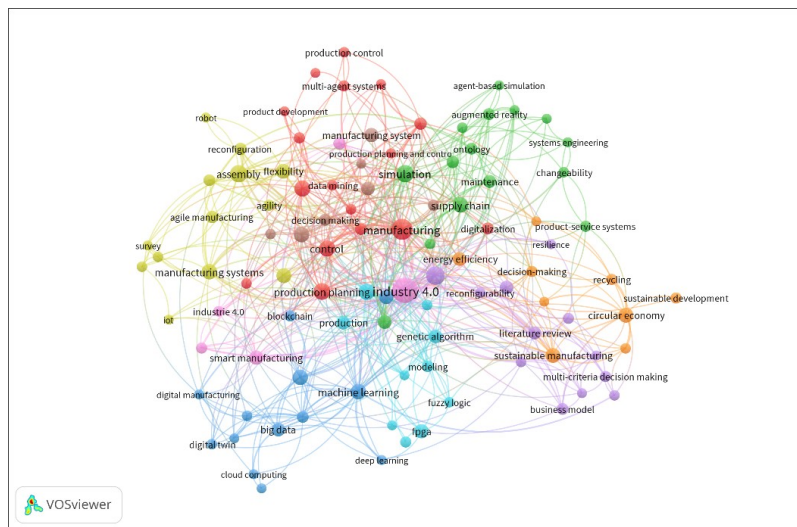 production control
multi-agent systems
agent-based simulation
product development
augmented reality
robot
manufacturing system
systems engineering
reconfiguration
production planning and contro
ontology
assembly
flexibility
simulation
changeability
data mining
maintenance
agility
supply chain
agile manufacturing
decision making
manufacturing
digitalization
product-service systems
survey
control
resilience
energy efficiency
manufacturing systems
decision-making
recycling
production planning
industry 4.0
reconfigurability
sustainable development
industrie 4.0
blockchain
circular economy
iot
production
genetic algorithm
literature review
smart manufacturing
sustainable manufacturing
modeling
multi-criteria decision making
digital manufacturing
machine learning
fuzzy logic
business model
big data
fpga
digital twin
deep learning
cloud computing
VOSviewer